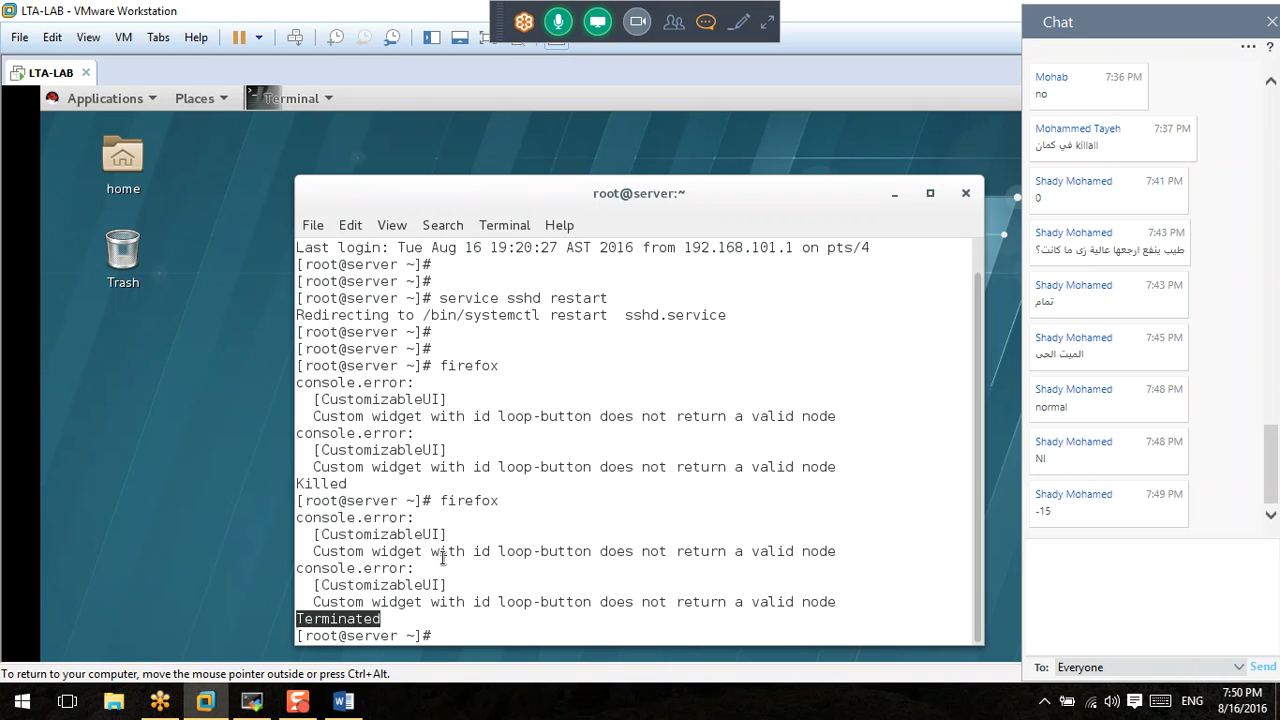 LTA-LAB - VMware Workstation
File Edit View VM Tabs Help
LTA-LAB
Applications Places Terminal
home
Trash
root@server:~
File Edit View Search Terminal Help
Last login: Tue Aug 16 19:20:27 AST 2016 from 192.168.101.1 on pts/4
[root@server ~]#
[root@server ~]#
[root@server ~]# service sshd restart
Redirecting to /bin/systemctl restart  sshd.service
[root@server ~]#
[root@server ~]#
[root@server ~]# firefox
console.error:
  [CustomizableUI]
  Custom widget with id loop-button does not return a valid node
console.error:
  [CustomizableUI]
  Custom widget with id loop-button does not return a valid node
Killed
[root@server ~]# firefox
console.error:
  [CustomizableUI]
  Custom widget with id loop-button does not return a valid node
console.error:
  [CustomizableUI]
  Custom widget with id loop-button does not return a valid node
Terminated
[root@server ~]#
Chat
Mohab 7:36 PM
no
Mohammed Tayeh 7:37 PM
في كمان killall
Shady Mohamed 7:41 PM
0
Shady Mohamed 7:43 PM
طيب ينفع ارجعها عالية زى ما كانت؟
Shady Mohamed 7:43 PM
تمام
Shady Mohamed 7:45 PM
الميت الحى
Shady Mohamed 7:48 PM
normal
Shady Mohamed 7:48 PM
NI
Shady Mohamed 7:49 PM
-15
To: Everyone Send
To return to your computer, move the mouse pointer outside or press Ctrl+Alt.
ENG
7:50 PM
8/16/2016